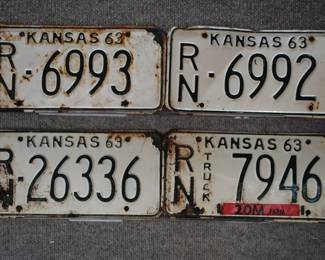 KANSAS 63
RN-6993
KANSAS 63
RN-6992
KANSAS 63
RN-26336
KANSAS 63
RN TRUCK 7946
20M